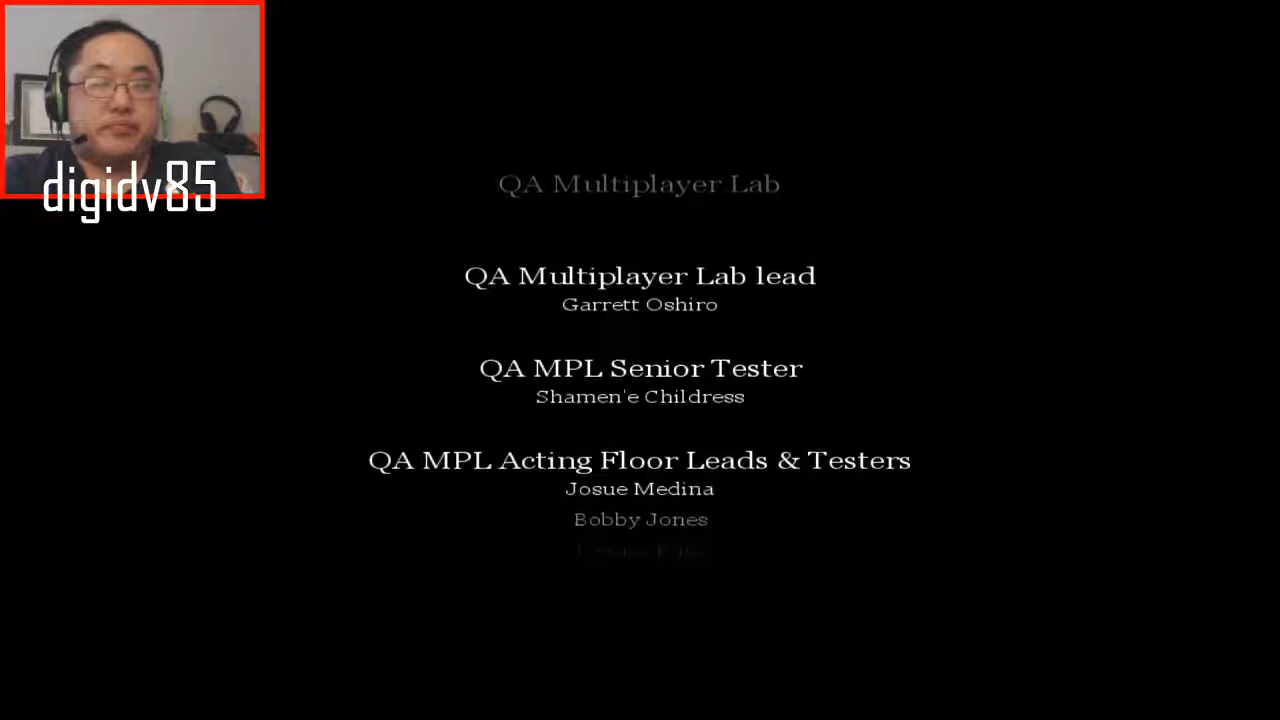 digidv85
QA Multiplayer Lab
QA Multiplayer Lab lead
Garrett Oshiro
QA MPL Senior Tester
Shamen'e Childress
QA MPL Acting Floor Leads & Testers
Josue Medina
Bobby Jones